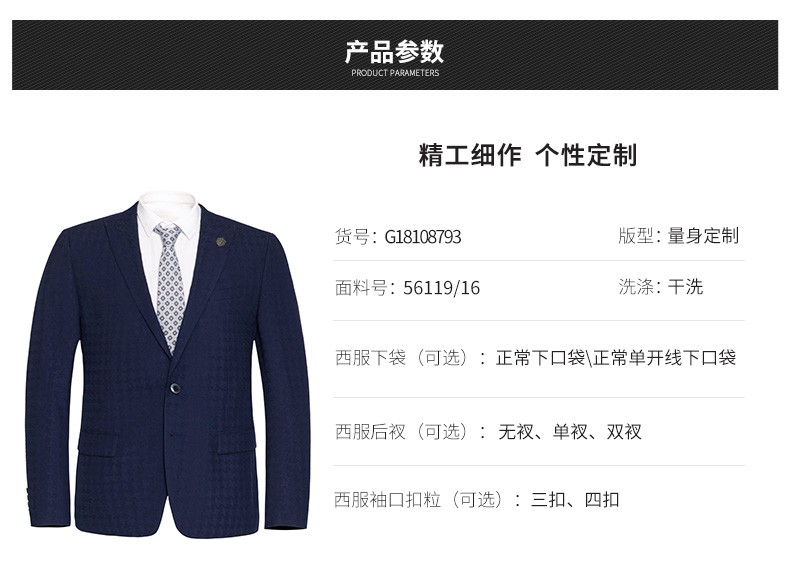 产品参数
PRODUCT PARAMETERS
精工细作 个性定制
货号：G18108793 版型：量身定制
面料号：56119/16 洗涤：干洗
西服下袋（可选）：正常下口袋\正常单开线下口袋
西服后衩（可选）：无衩、单衩、双衩
西服袖口扣粒（可选）：三扣、四扣